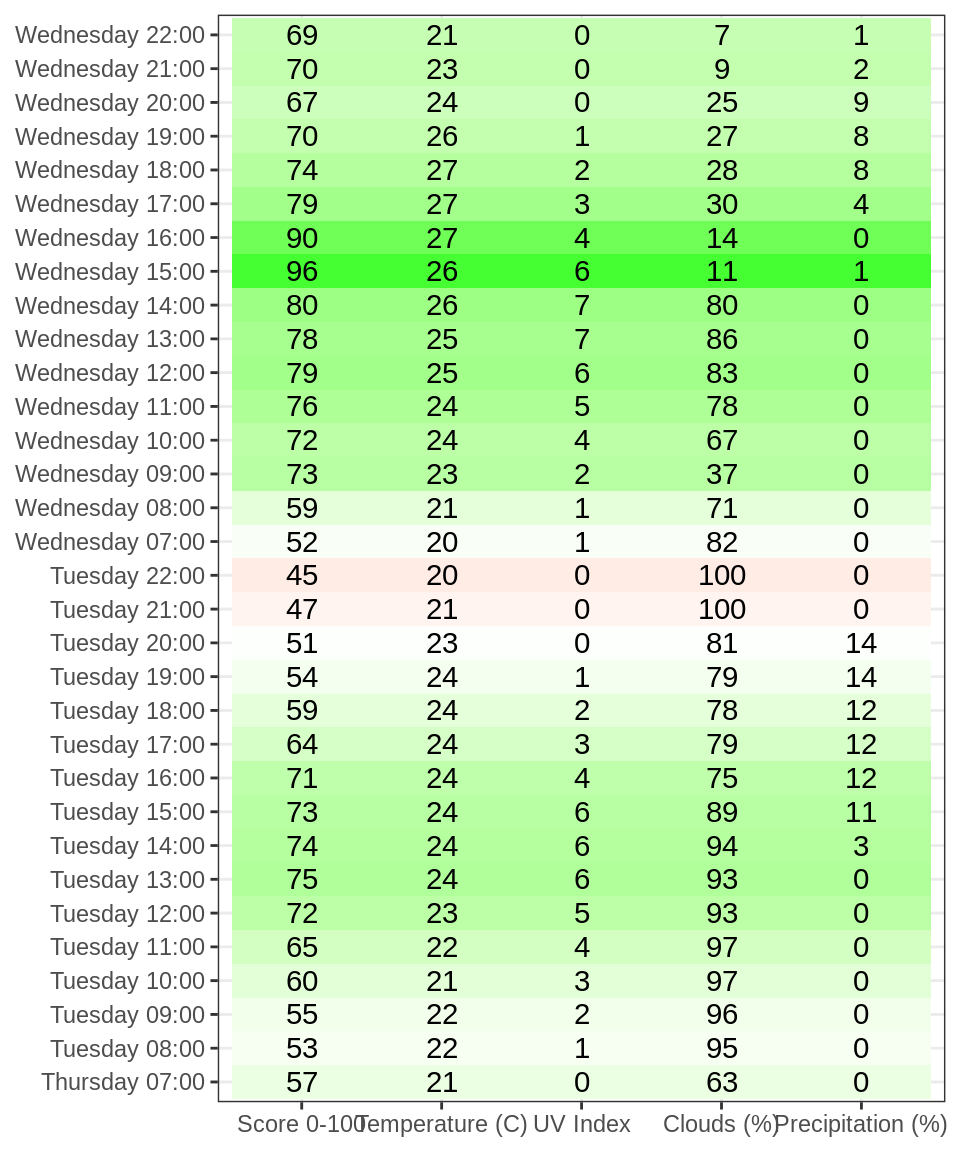 Wednesday 22:00 69 21 0 7 1
Wednesday 21:00 70 23 0 9 2
Wednesday 20:00 67 24 0 25 9
Wednesday 19:00 70 26 1 27 8
Wednesday 18:00 74 27 2 28 8
Wednesday 17:00 79 27 3 30 4
Wednesday 16:00 90 27 4 14 0
Wednesday 15:00 96 26 6 11 1
Wednesday 14:00 80 26 7 80 0
Wednesday 13:00 78 25 7 86 0
Wednesday 12:00 79 25 6 83 0
Wednesday 11:00 76 24 5 78 0
Wednesday 10:00 72 24 4 67 0
Wednesday 09:00 73 23 2 37 0
Wednesday 08:00 59 21 1 71 0
Wednesday 07:00 52 20 1 82 0
Tuesday 22:00 45 20 0 100 0
Tuesday 21:00 47 21 0 100 0
Tuesday 20:00 51 23 0 81 14
Tuesday 19:00 54 24 1 79 14
Tuesday 18:00 59 24 2 78 12
Tuesday 17:00 64 24 3 79 12
Tuesday 16:00 71 24 4 75 12
Tuesday 15:00 73 24 6 89 11
Tuesday 14:00 74 24 6 94 3
Tuesday 13:00 75 24 6 93 0
Tuesday 12:00 72 23 5 93 0
Tuesday 11:00 65 22 4 97 0
Tuesday 10:00 60 21 3 97 0
Tuesday 09:00 55 22 2 96 0
Tuesday 08:00 53 22 1 95 0
Thursday 07:00 57 21 0 63 0
Score 0-100 Temperature (C) UV Index Clouds (%) Precipitation (%)